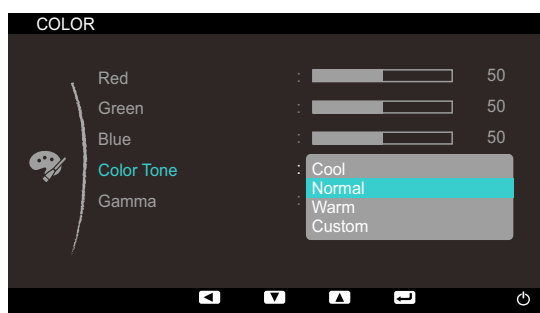 COLOR
Red : 50
Green : 50
Blue : 50
Color Tone : Cool
Normal
Warm
Gamma :
Custom